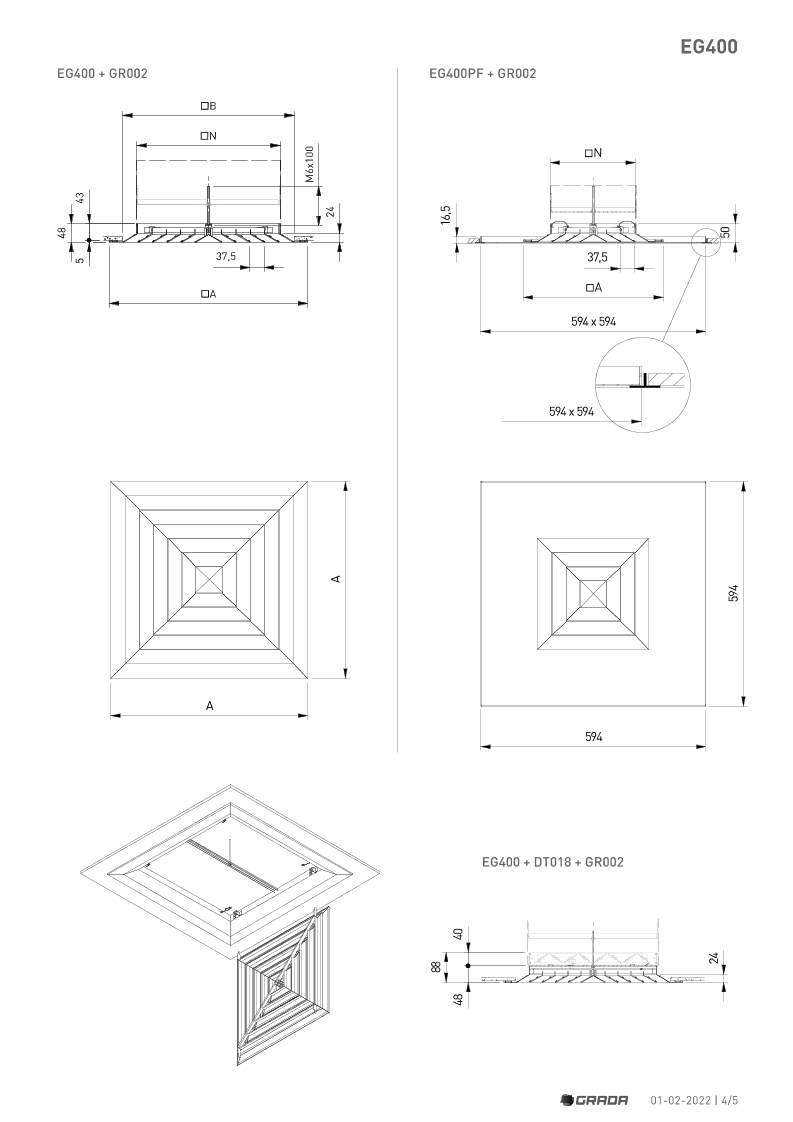 EG400
EG400 + GR002
□B
□N
M6x100
43
48
5
24
37,5
□A
A
A
EG400PF + GR002
□N
16,5
50
37,5
□A
594 x 594
594 x 594
594
594
EG400 + DT018 + GR002
40
88
48
24
GRADA 01-02-2022 | 4/5